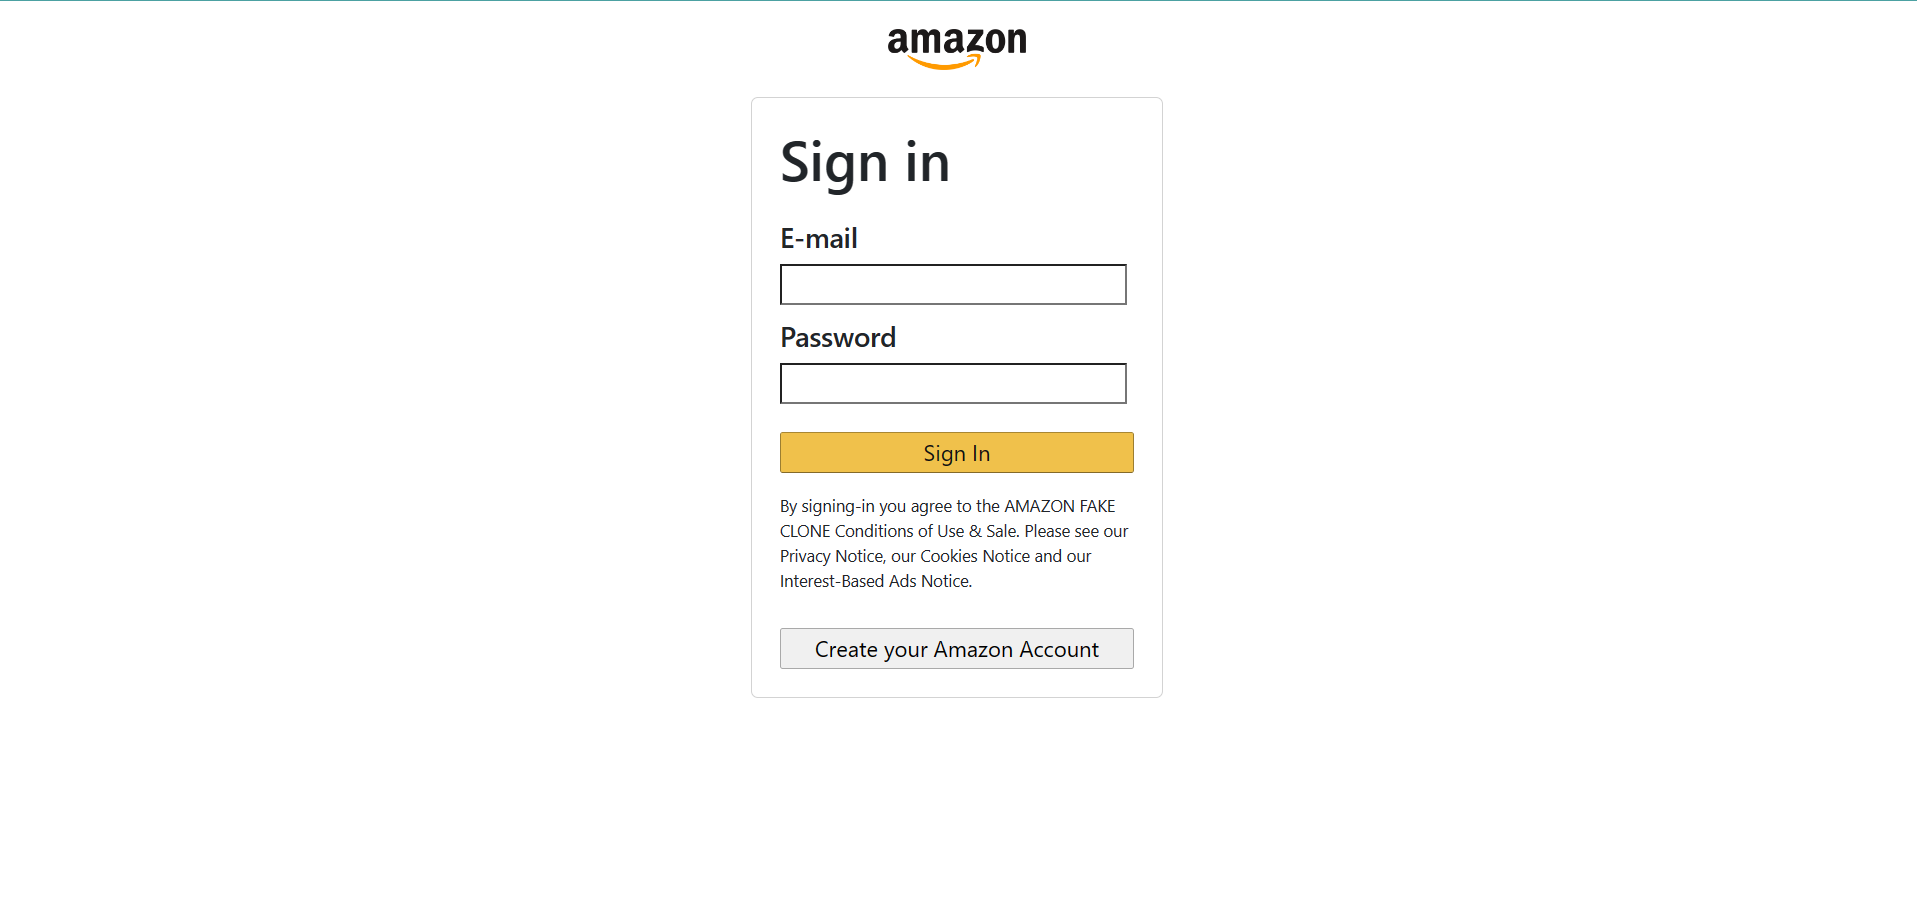 amazon
Sign in
E-mail
Password
Sign In
By signing-in you agree to the AMAZON FAKE
CLONE Conditions of Use & Sale. Please see our
Privacy Notice, our Cookies Notice and our
Interest-Based Ads Notice.
Create your Amazon Account